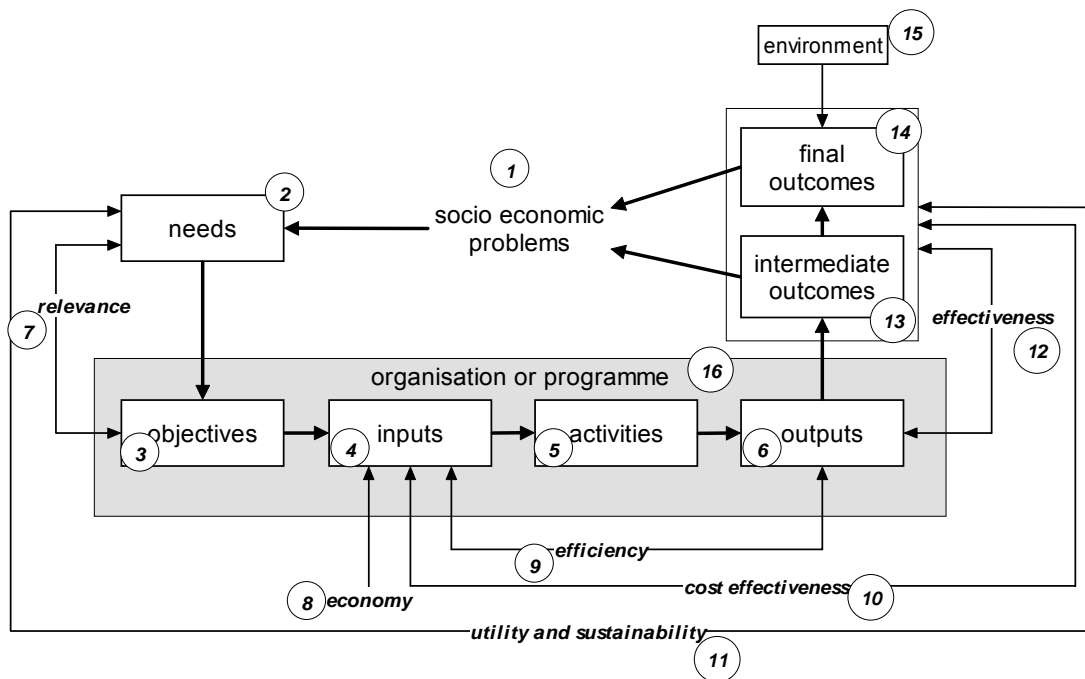 environment
15
14
final
outcomes
1
2
socio economic
problems
needs
intermediate
outcomes
13
relevance
7
effectiveness
12
organisation or programme
16
objectives
3
inputs
4
activities
5
outputs
6
efficiency
9
cost effectiveness
10
8
economy
utility and sustainability
11